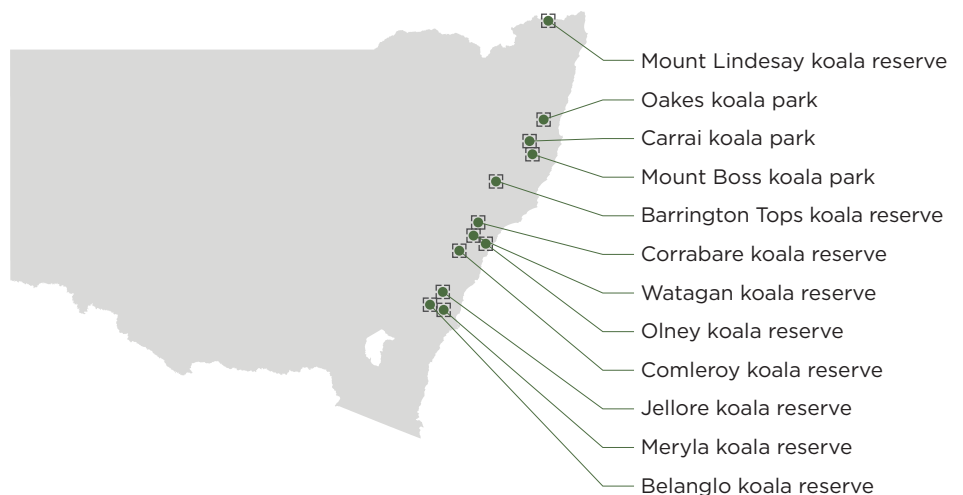 Mount Lindesay koala reserve
Oakes koala park
Carrai koala park
Mount Boss koala park
Barrington Tops koala reserve
Corrabare koala reserve
Watagan koala reserve
Olney koala reserve
Comleroy koala reserve
Jellore koala reserve
Meryla koala reserve
Belanglo koala reserve